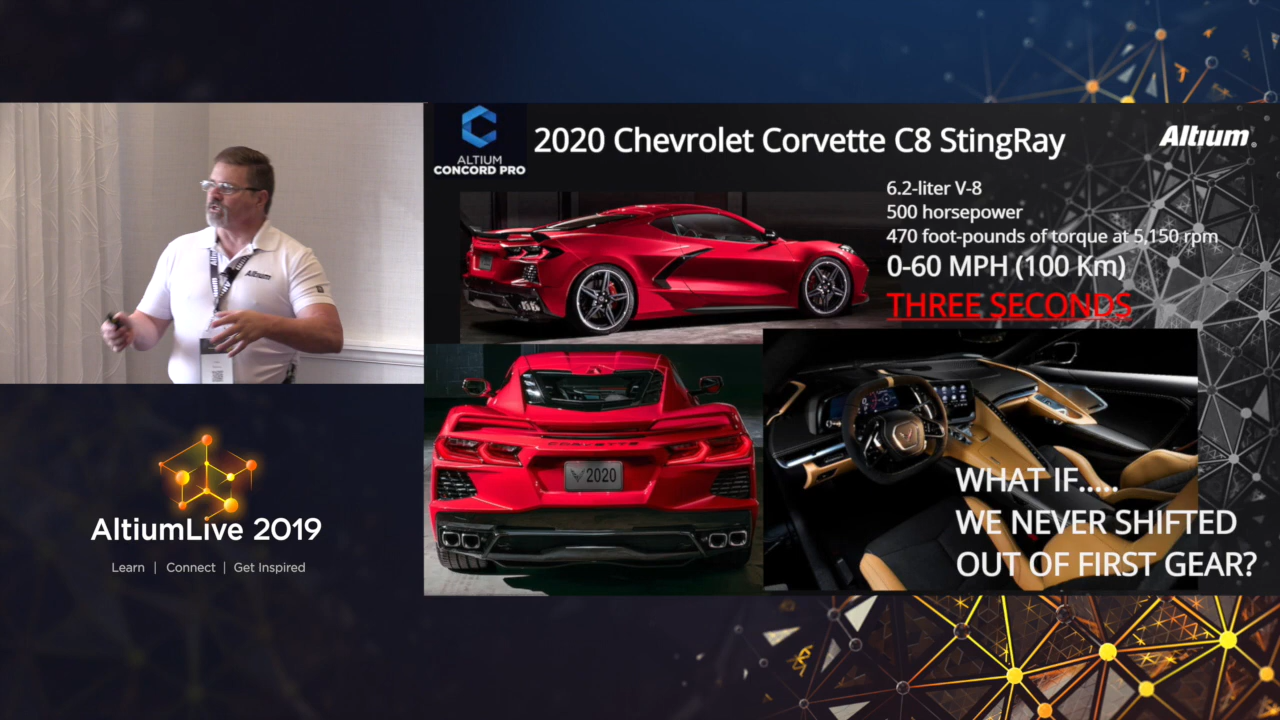 ALTIUM
CONCORD PRO
2020 Chevrolet Corvette C8 StingRay
Altium®
6.2-liter V-8
500 horsepower
470 foot-pounds of torque at 5,150 rpm
0-60 MPH (100 Km)
THREE SECONDS
CORVETTE
2020
WHAT IF.....
WE NEVER SHIFTED
OUT OF FIRST GEAR?
Altium
AltiumLive 2019
Learn | Connect | Get Inspired